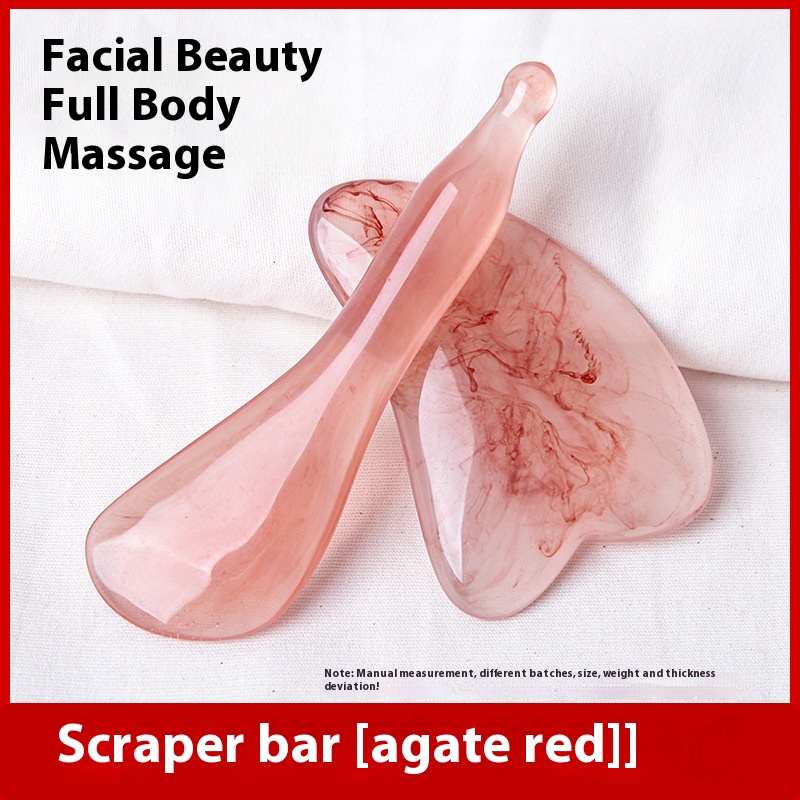 Facial Beauty
Full Body
Massage
Note: Manual measurement, different batches, size, weight and thickness
deviation!
Scraper bar [agate red]]